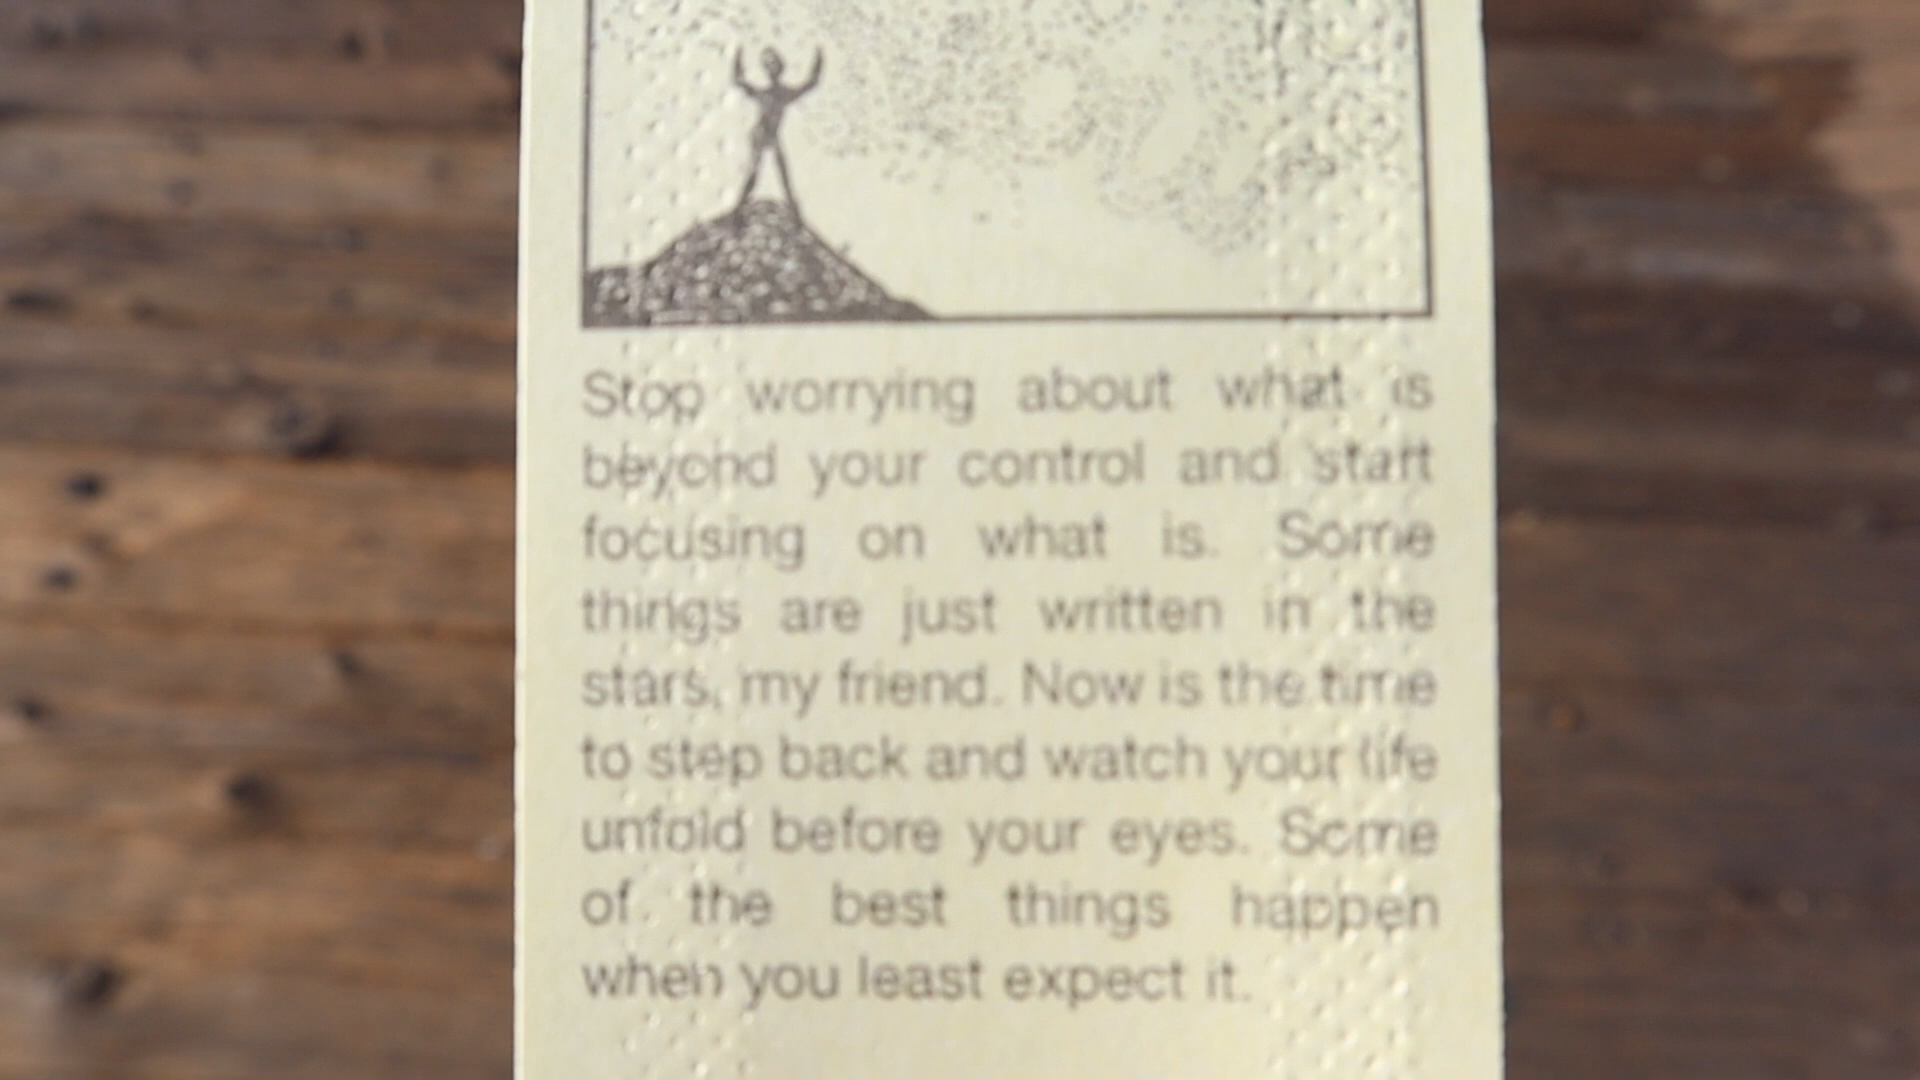 Stop worrying about what is
beyond your control and start
focusing on what is. Some
things are just written in the
stars, my friend. Now is the time
to step back and watch your life
unfold before your eyes. Some
of the best things happen
when you least expect it.